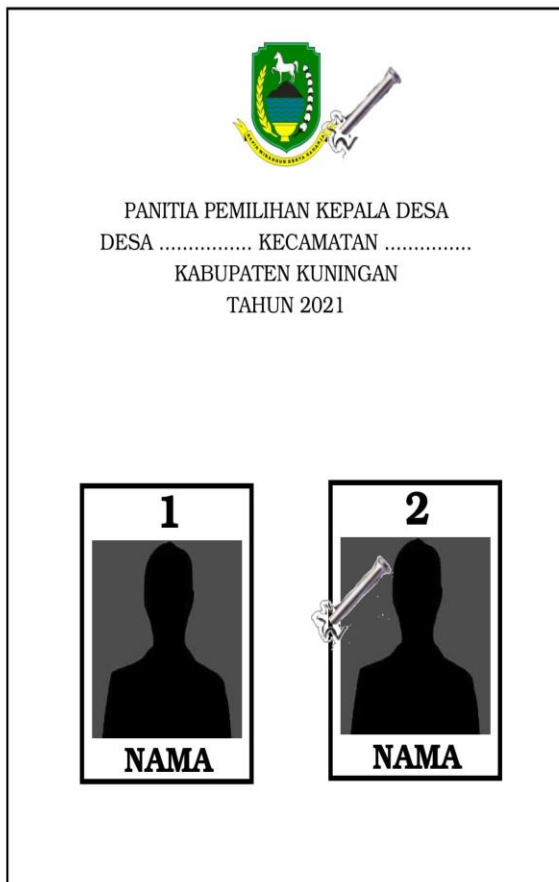 PANITIA PEMILIHAN KEPALA DESA
DESA ................ KECAMATAN ...............
KABUPATEN KUNINGAN
TAHUN 2021
1
2
NAMA
NAMA